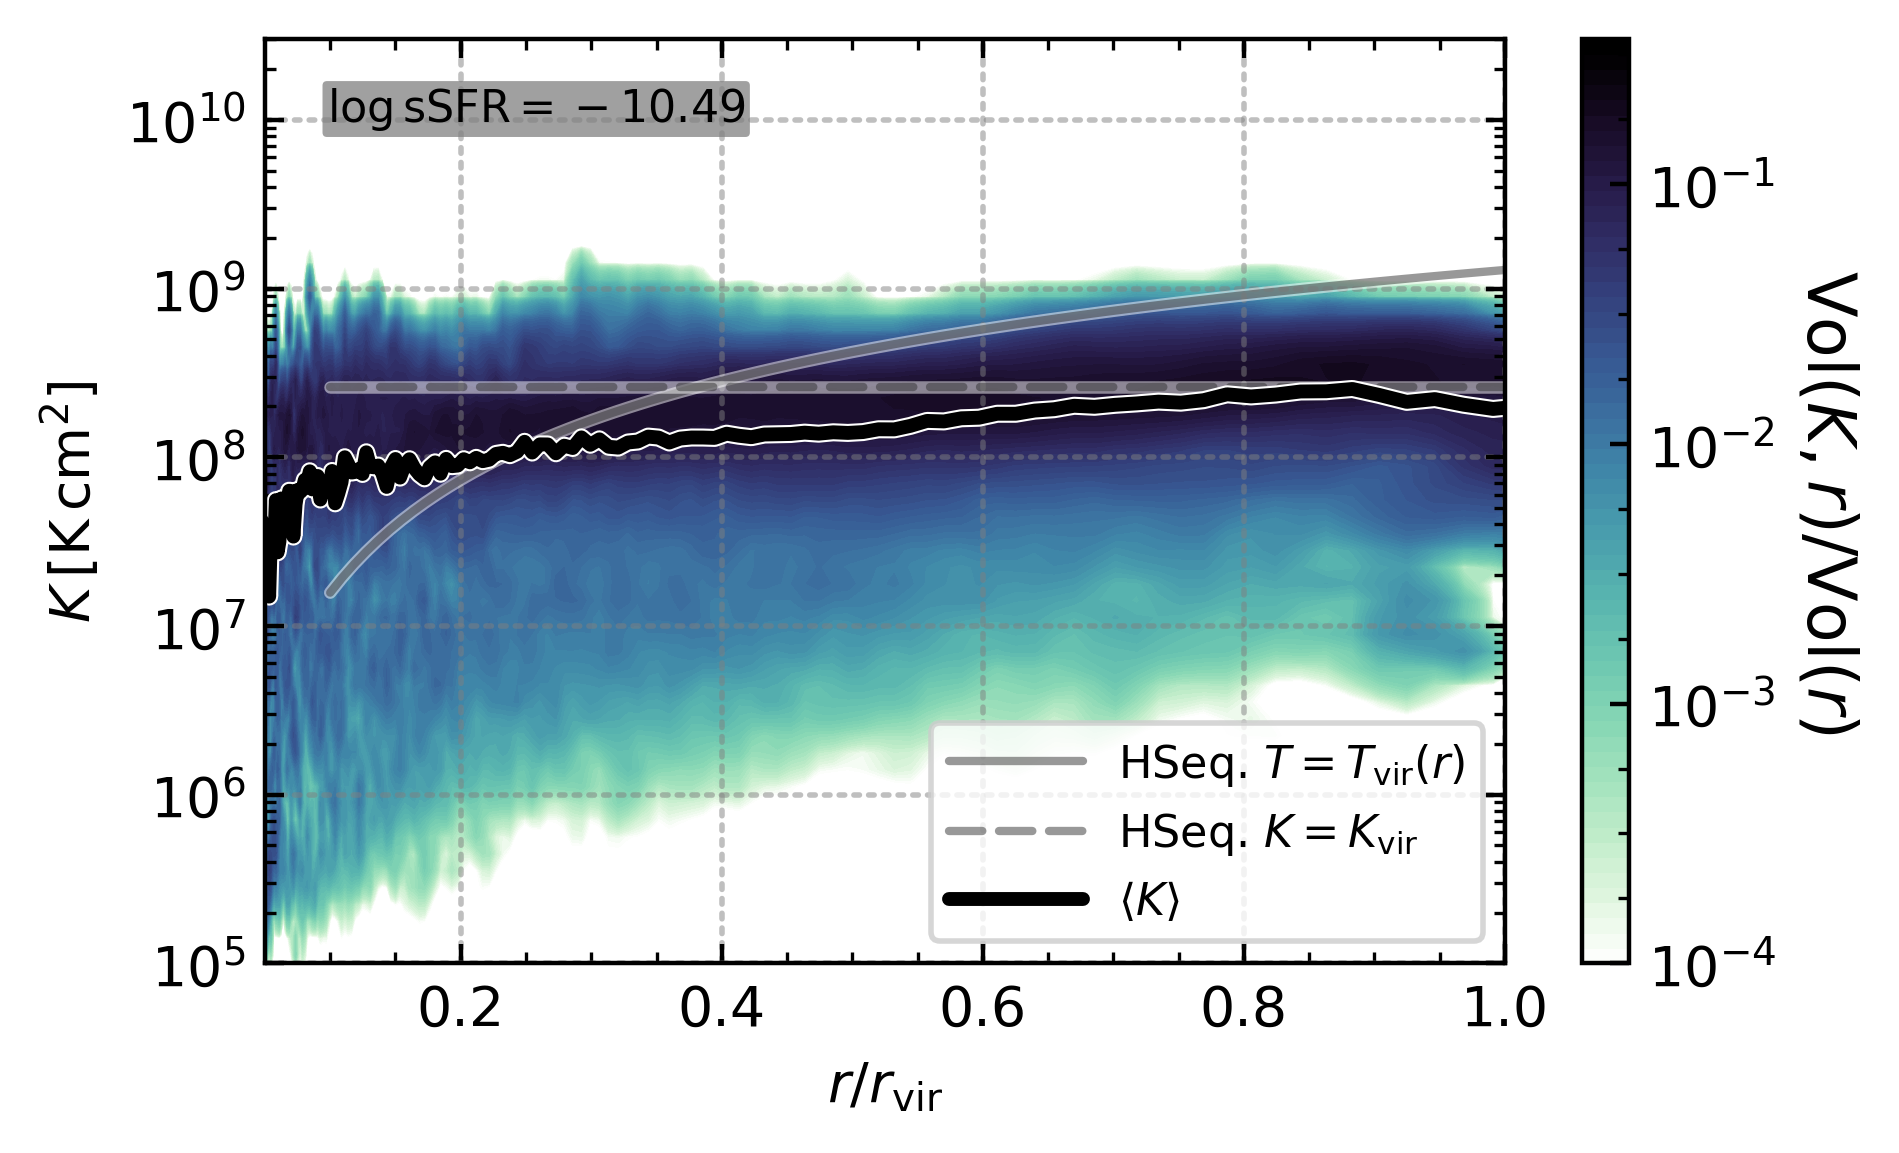 log sSFR = − 10.49
10^10
10^9
10^8
10^7
10^6
10^5
K [K cm^2]
0.2 0.4 0.6 0.8 1.0
r/r_vir
HSeq. T = T_vir(r)
HSeq. K = K_vir
⟨K⟩
10^−1
10^−2
10^−3
10^−4
Vol(K, r)/Vol(r)